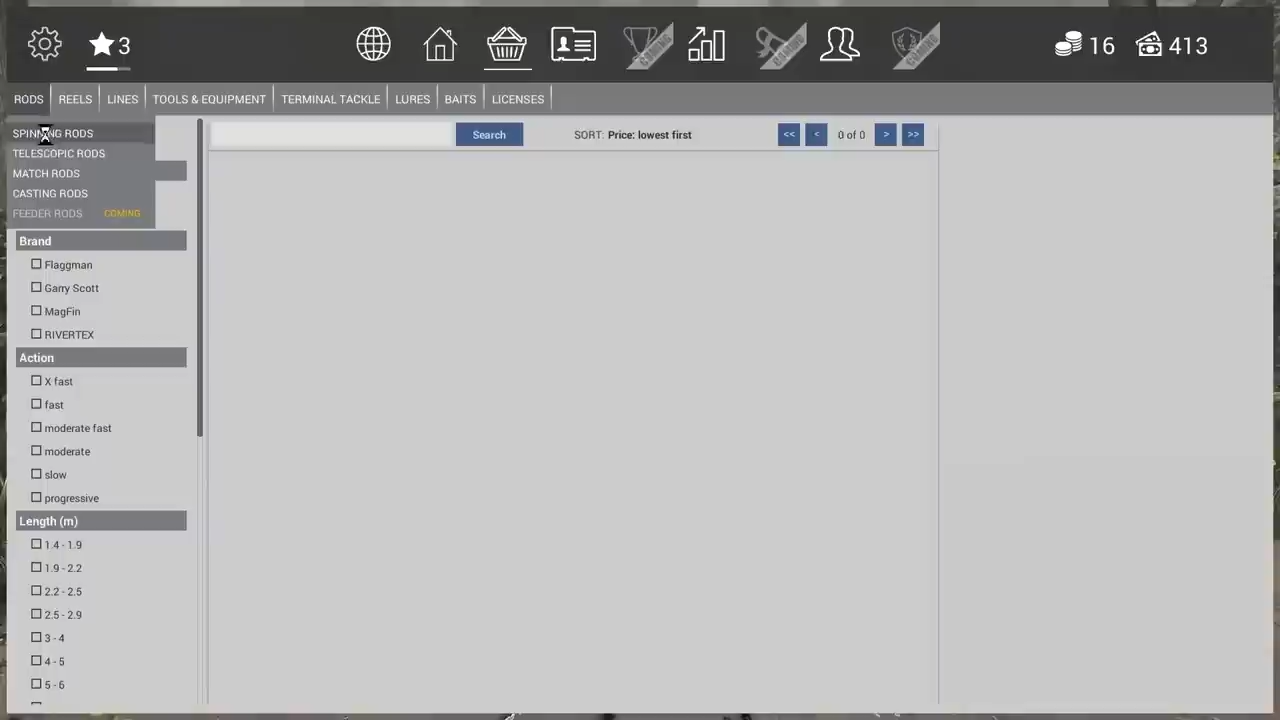 3
COMING
COMING
COMING
16
413
RODS
REELS
LINES
TOOLS & EQUIPMENT
TERMINAL TACKLE
LURES
BAITS
LICENSES
SPINNING RODS
TELESCOPIC RODS
MATCH RODS
CASTING RODS
FEEDER RODS COMING
Search
SORT: Price: lowest first
<<
<
0 of 0
>
>>
Brand
Flaggman
Garry Scott
MagFin
RIVERTEX
Action
X fast
fast
moderate fast
moderate
slow
progressive
Length (m)
1.4 - 1.9
1.9 - 2.2
2.2 - 2.5
2.5 - 2.9
3 - 4
4 - 5
5 - 6